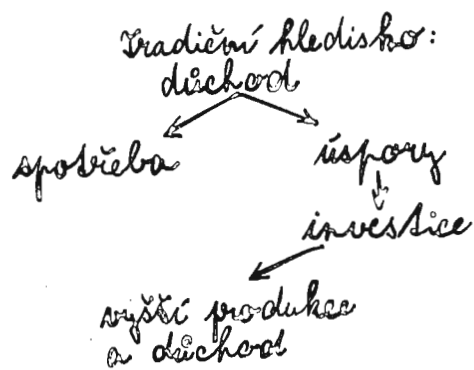 Tradiční hledisko:
důchod
spotřeba
úspory
investice
vyšší produkce
a důchod